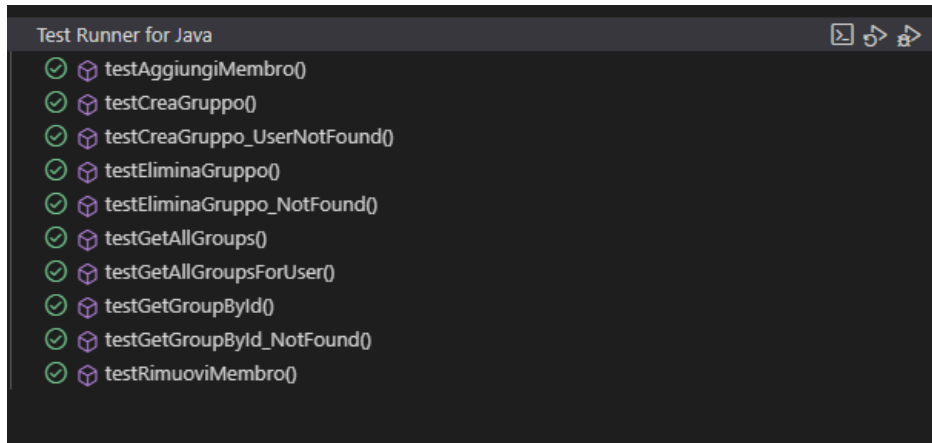 Test Runner for Java
testAggiungiMembro()
testCreaGruppo()
testCreaGruppo_UserNotFound()
testEliminaGruppo()
testEliminaGruppo_NotFound()
testGetAllGroups()
testGetAllGroupsForUser()
testGetGroupById()
testGetGroupById_NotFound()
testRimuoviMembro()